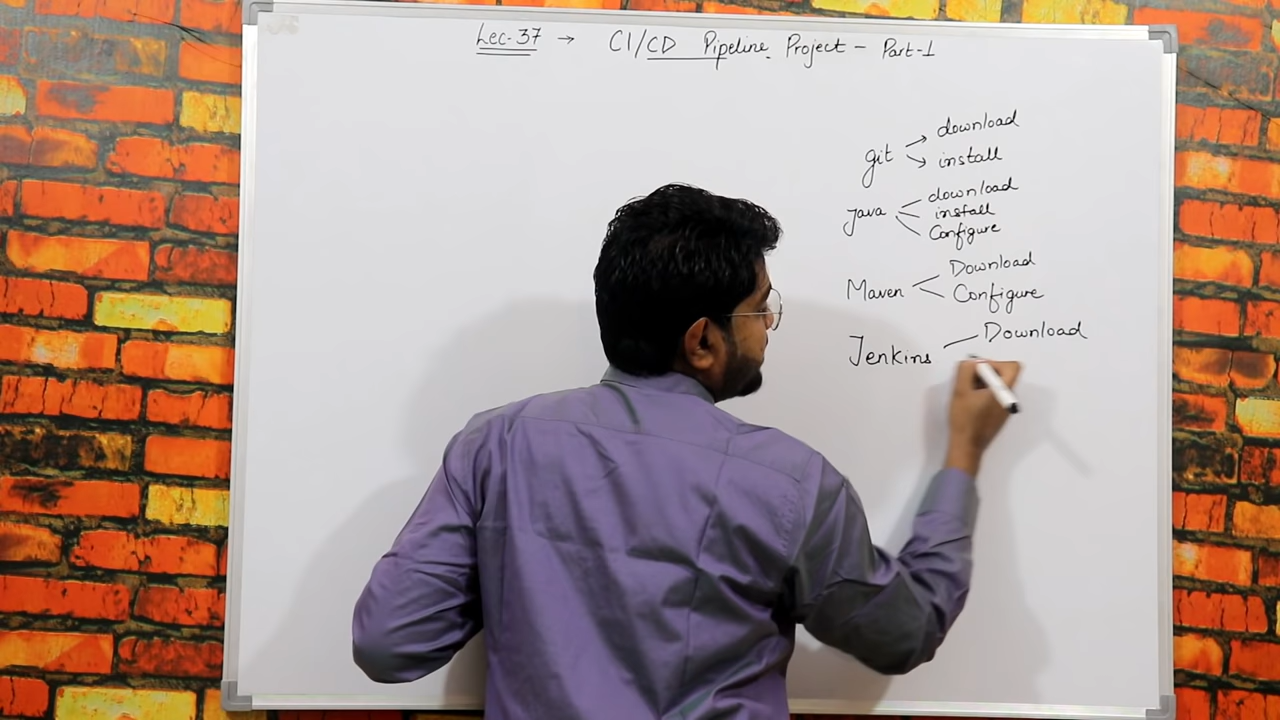 Lec-37 → CI/CD Pipeline Project - Part-1
download
git
install
download
Java
install
Configure
Download
Maven
Configure
Download
Jenkins